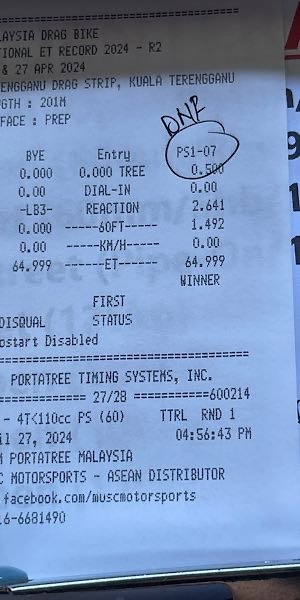 ================================
LAYSIA DRAG BIKE
TIONAL ET RECORD 2024 - R2
& 27 APR 2024
ENGGANU DRAG STRIP, KUALA TERENGGANU
GTH : 201M
FACE : PREP
DNP
BYE Entry PS1-07
0.000 0.000 TREE 0.500
0.00 DIAL-IN 0.00
-LB3- REACTION 2.641
0.000 -----60FT----- 1.492
0.00 -----KM/H----- 0.00
64.999 ------ET------ 64.999
WINNER
FIRST
DISQUAL STATUS
ostart Disabled
================================
PORTATREE TIMING SYSTEMS, INC.
============ 27/28 ===========600214
- 4T<110cc PS (60) TTRL RND 1
il 27, 2024 04:56:43 PM
M PORTATREE MALAYSIA
C MOTORSPORTS - ASEAN DISTRIBUTOR
facebook.com/muscmotorsports
16-6681490